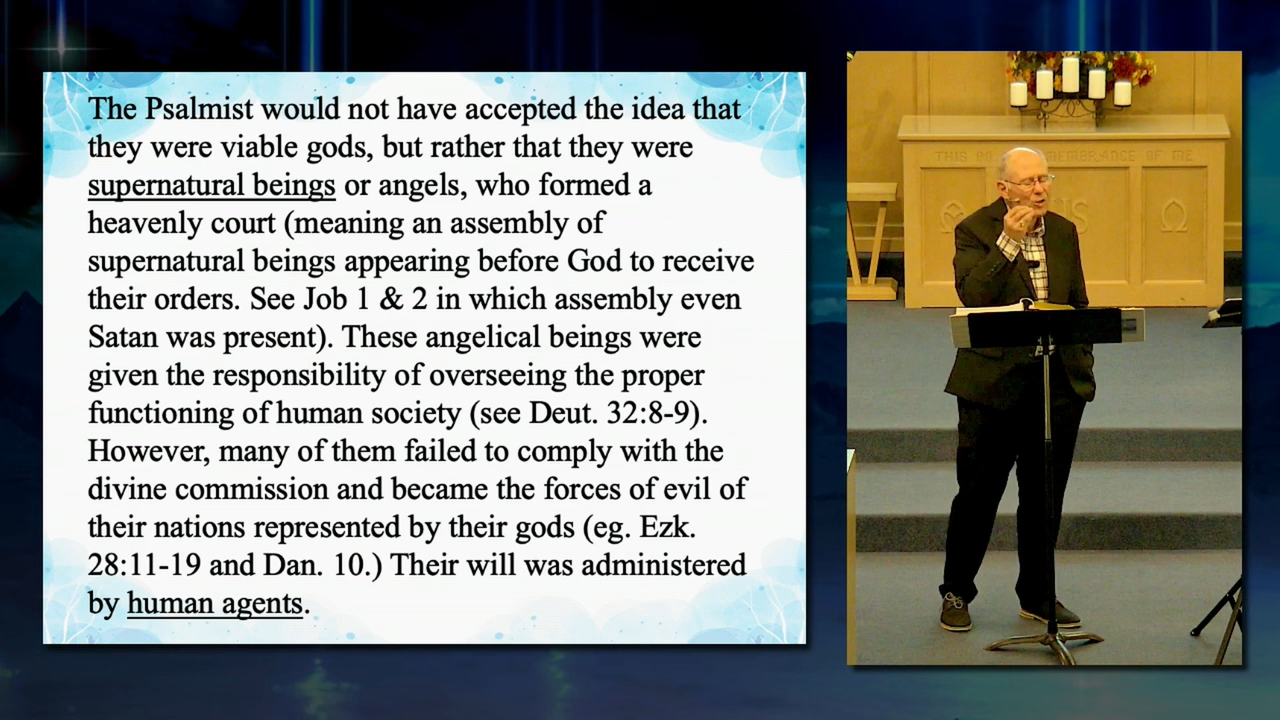 The Psalmist would not have accepted the idea that
they were viable gods, but rather that they were
supernatural beings or angels, who formed a
heavenly court (meaning an assembly of
supernatural beings appearing before God to receive
their orders. See Job 1 & 2 in which assembly even
Satan was present). These angelical beings were
given the responsibility of overseeing the proper
functioning of human society (see Deut. 32:8-9).
However, many of them failed to comply with the
divine commission and became the forces of evil of
their nations represented by their gods (eg. Ezk.
28:11-19 and Dan. 10.) Their will was administered
by human agents.
THIS EMBRANCE OF ME
Ω